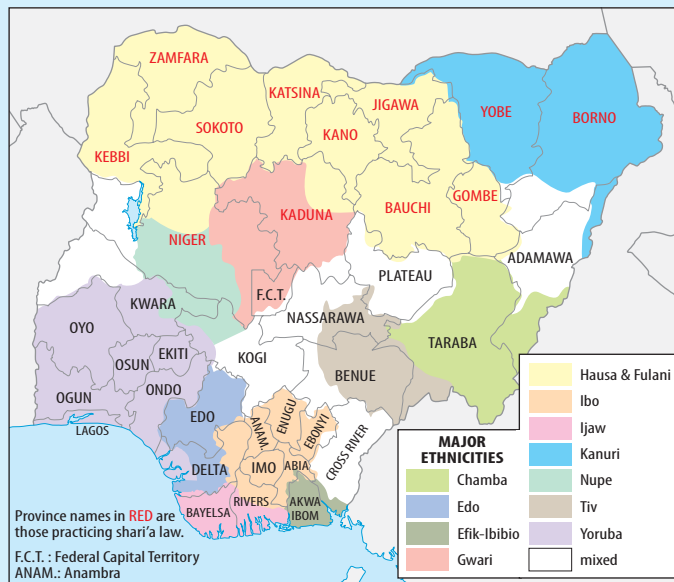 ZAMFARA
KATSINA
JIGAWA
YOBE
BORNO
SOKOTO
KANO
KEBBI
BAUCHI
GOMBE
KADUNA
NIGER
ADAMAWA
PLATEAU
F.C.T.
KWARA
NASSARAWA
OYO
TARABA
EKITI
KOGI
OSUN
BENUE
OGUN
ONDO
EDO
ENUGU
ANAM.
EBONYI
LAGOS
CROSS RIVER
DELTA
IMO
ABIA
RIVERS
AKWA
IBOM
BAYELSA
Province names in RED are
those practicing shari'a law.
F.C.T. : Federal Capital Territory
ANAM.: Anambra
MAJOR
ETHNICITIES
Chamba
Edo
Efik-Ibibio
Gwari
Hausa & Fulani
Ibo
Ijaw
Kanuri
Nupe
Tiv
Yoruba
mixed